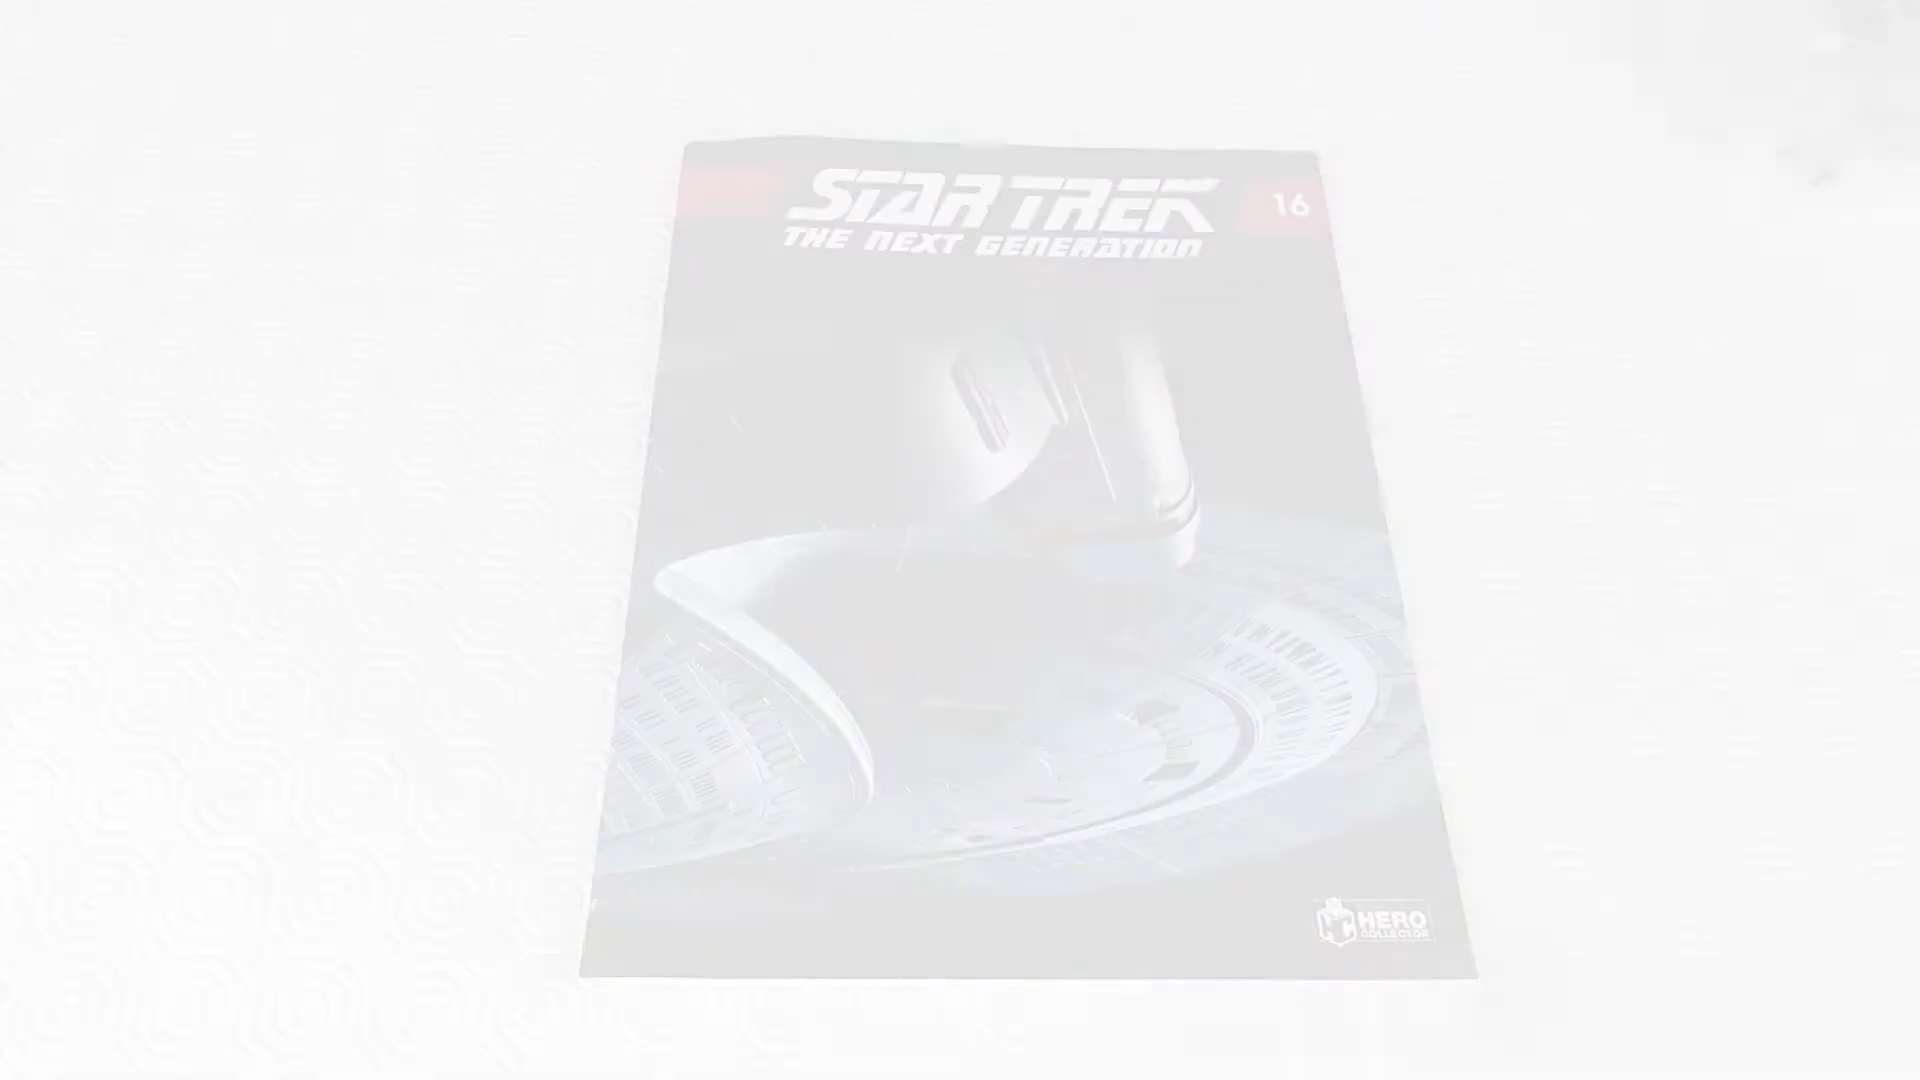 STAR TREK
THE NEXT GENERATION
16
HERO
COLLECTOR